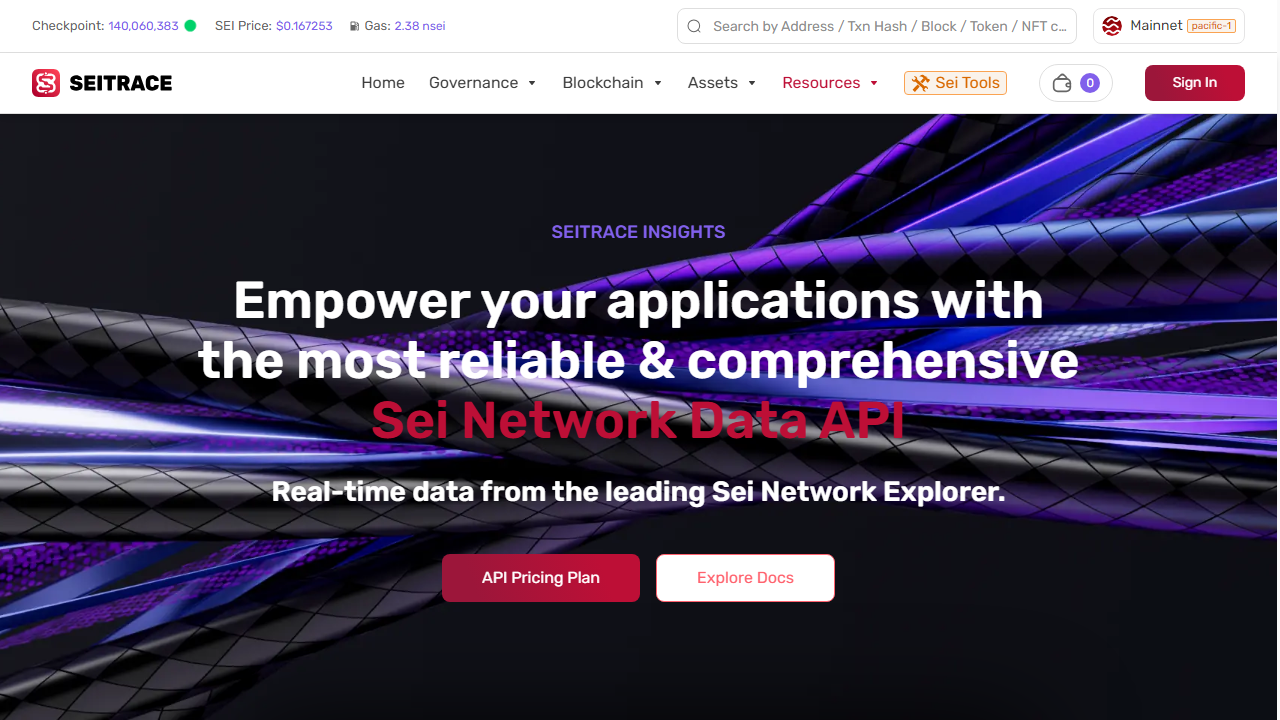 Checkpoint: 140,060,383 SEI Price: $0.167253 Gas: 2.38 nsei Search by Address / Txn Hash / Block / Token / NFT c... Mainnet pacific-1
SEITRACE Home Governance Blockchain Assets Resources Sei Tools 0 Sign In
SEITRACE INSIGHTS
Empower your applications with
the most reliable & comprehensive
Sei Network Data API
Real-time data from the leading Sei Network Explorer.
API Pricing Plan Explore Docs